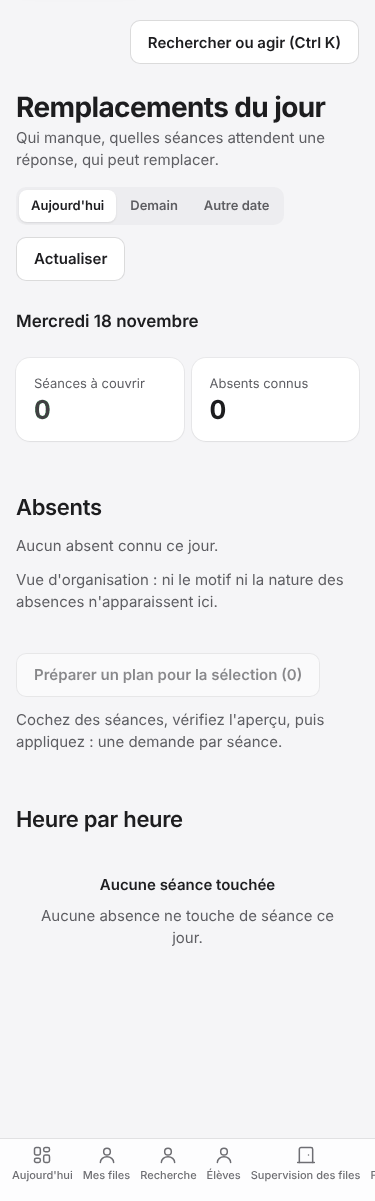 Rechercher ou agir (Ctrl K)
Remplacements du jour
Qui manque, quelles séances attendent une
réponse, qui peut remplacer.
Aujourd'hui Demain Autre date
Actualiser
Mercredi 18 novembre
Séances à couvrir Absents connus
0 0
Absents
Aucun absent connu ce jour.
Vue d'organisation : ni le motif ni la nature des
absences n'apparaissent ici.
Préparer un plan pour la sélection (0)
Cochez des séances, vérifiez l'aperçu, puis
appliquez : une demande par séance.
Heure par heure
Aucune séance touchée
Aucune absence ne touche de séance ce
jour.
Aujourd'hui Mes files Recherche Élèves Supervision des files